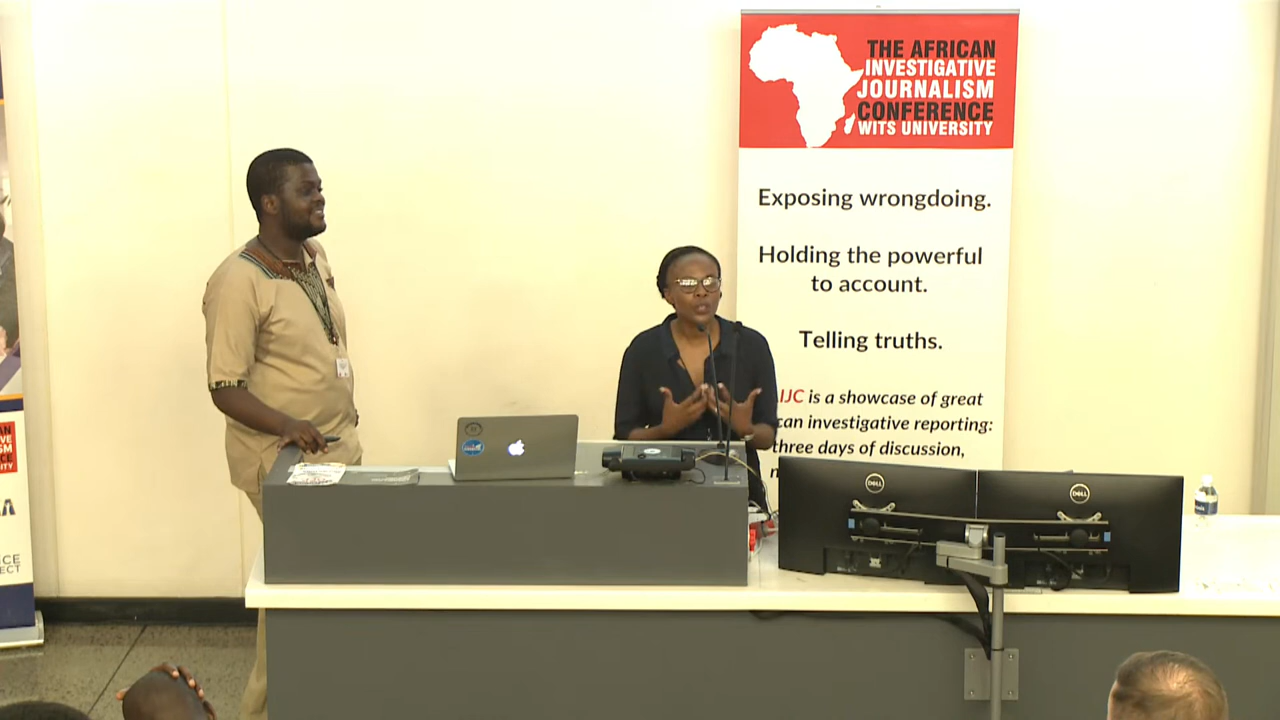 THE AFRICAN
INVESTIGATIVE
JOURNALISM
CONFERENCE
WITS UNIVERSITY
Exposing wrongdoing.
Holding the powerful
to account.
Telling truths.
IJC is a showcase of great
can investigative reporting:
three days of discussion,
DELL
DELL